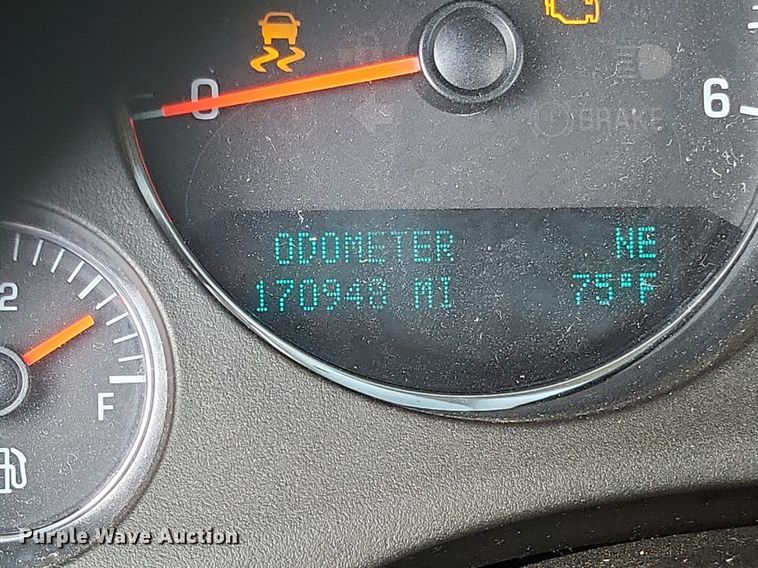 0
6
BRAKE
ODOMETER NE
170948 MI 75°F
2
F
Purple Wave Auction